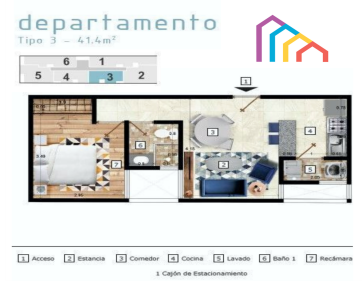 departamento
Tipo 3 - 41.4m²
6 1
5 4 3 2
1
3
4
6
7
2
5
1 Acceso 2 Estancia 3 Comedor 4 Cocina 5 Lavado 6 Baño 1 7 Recámara
1 Cajón de Estacionamiento